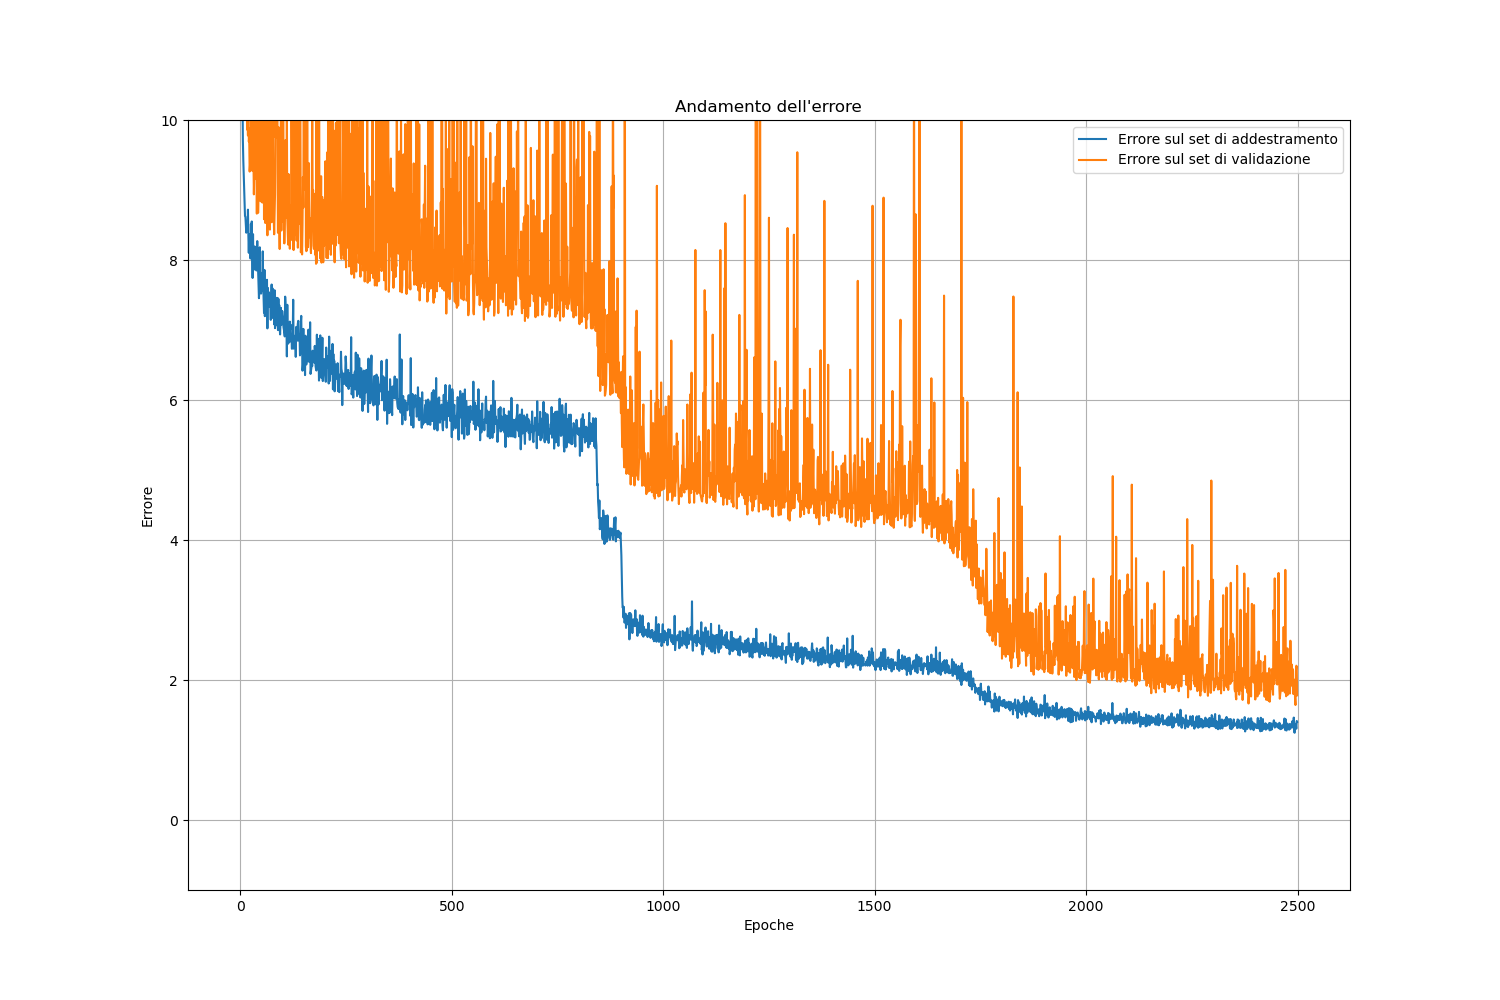 Andamento dell'errore
Errore sul set di addestramento
Errore sul set di validazione
10
8
6
4
2
0
Errore
0
500
1000
1500
2000
2500
Epoche